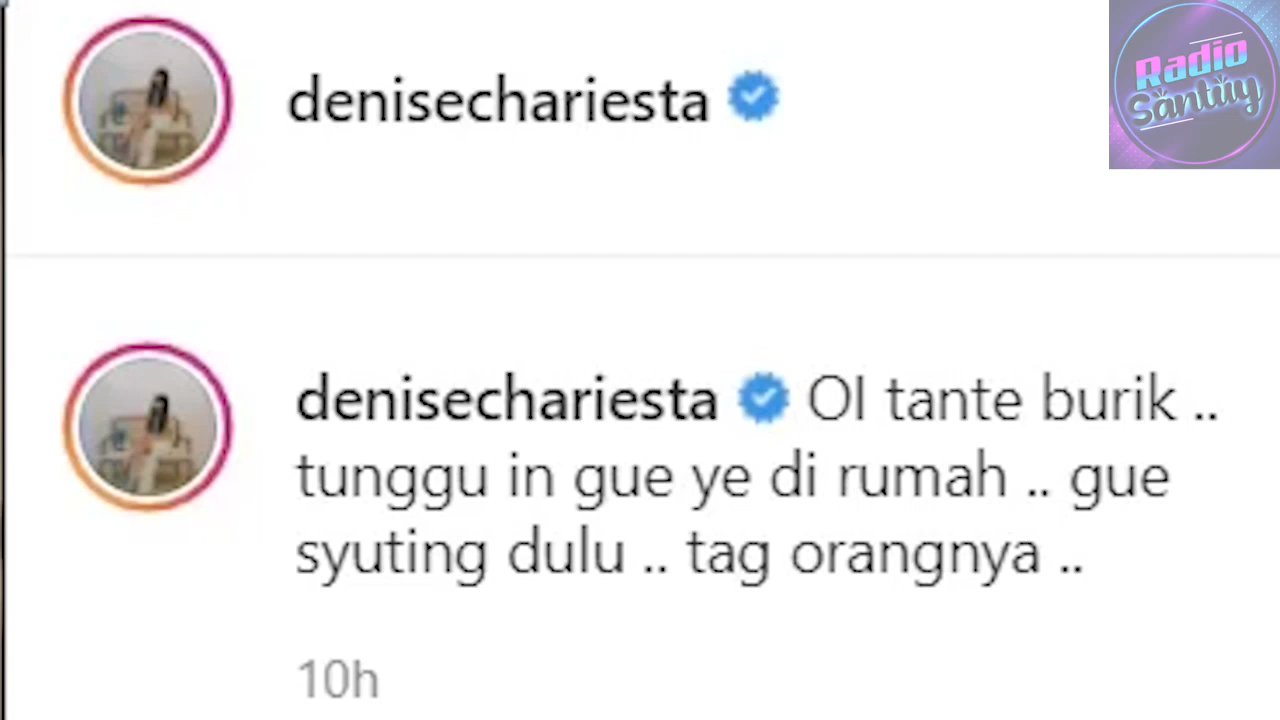 denisechariesta
Radio
Santuy
denisechariesta OI tante burik ..
tunggu in gue ye di rumah .. gue
syuting dulu .. tag orangnya ..
10h